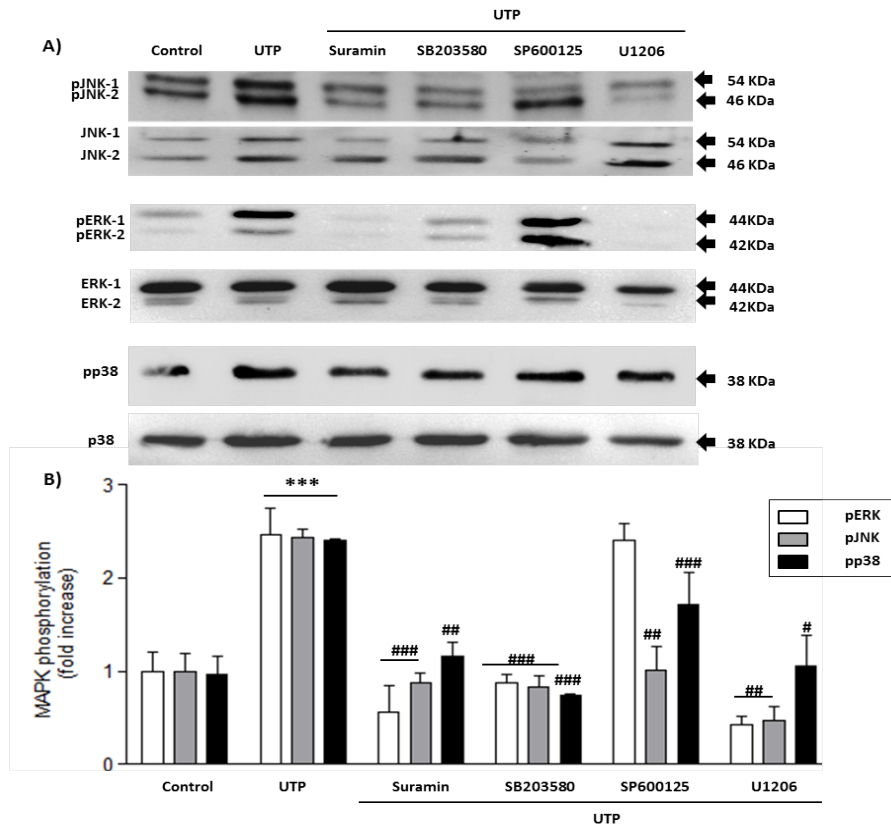 UTP
A)
Control UTP Suramin SB203580 SP600125 U1206
pJNK-1
54 KDa
pJNK-2
46 KDa
JNK-1
54 KDa
JNK-2
46 KDa
pERK-1
44KDa
pERK-2
42KDa
ERK-1
44KDa
ERK-2
42KDa
pp38
38 KDa
p38
38 KDa
B)
MAPK phosphorylation
(fold increase)
3
2
1
0
***
###
##
###
###
##
###
##
#
pERK
pJNK
pp38
Control UTP Suramin SB203580 SP600125 U1206
UTP